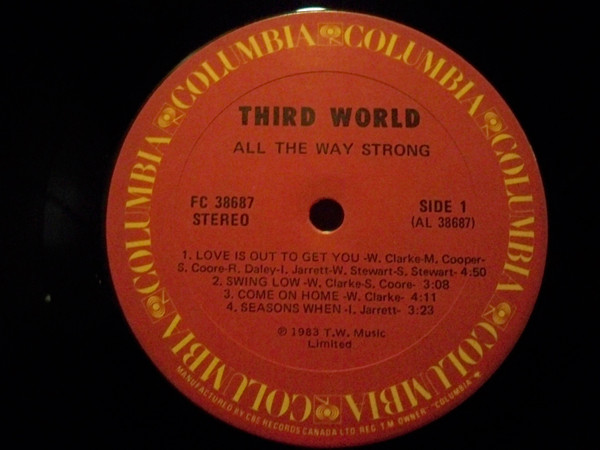 COLUMBIA COLUMBIA COLUMBIA COLUMBIA COLUMBIA COLUMBIA
THIRD WORLD
ALL THE WAY STRONG
FC 38687 SIDE 1
STEREO (AL 38687)
1. LOVE IS OUT TO GET YOU -W. Clarke-M. Cooper-
S. Coore-R. Daley-I. Jarrett-W. Stewart-S. Stewart- 4:50
2. SWING LOW -W. Clarke-S. Coore- 3:08
3. COME ON HOME -W. Clarke- 4:11
4. SEASONS WHEN -I. Jarrett- 3:23
℗ 1983 T.W. Music
Limited
MANUFACTURED BY CBS RECORDS CANADA LTD. REG. T.M. OWNER "COLUMBIA"